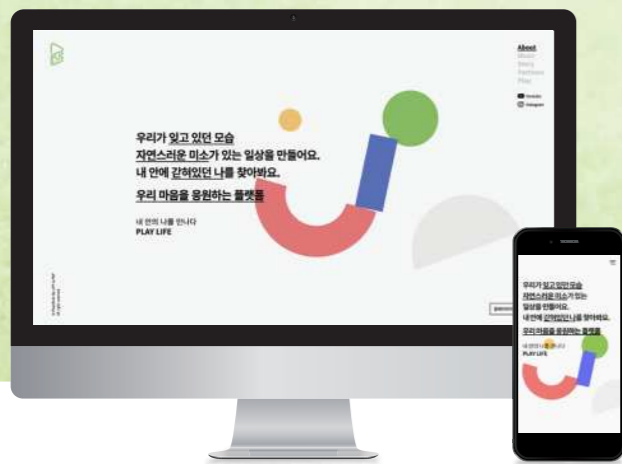 About
Music
Story
Partners
Play
Youtube
Instagram
우리가 잊고 있던 모습
자연스러운 미소가 있는 일상을 만들어요.
내 안에 갇혀있던 나를 찾아봐요.
우리 마음을 응원하는 플랫폼
내 안의 나를 만나다
PLAY LIFE
우리가 잊고 있던 모습
자연스러운 미소가 있는
일상을 만들어요.
내 안에 갇혀있던 나를 찾아봐요.
우리 마음을 응원하는 플랫폼
내 안의 나를 만나다
PLAY LIFE